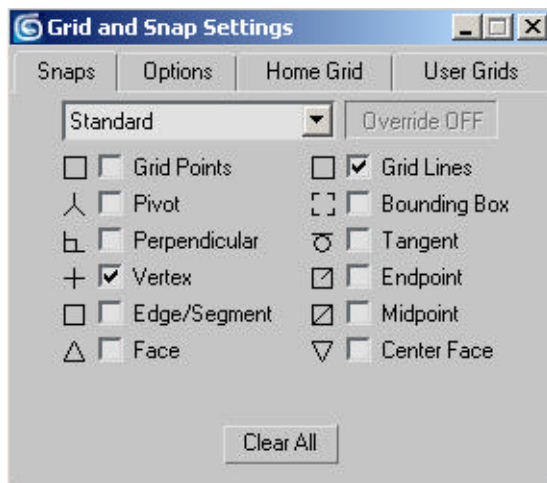 Grid and Snap Settings
Snaps Options Home Grid User Grids
Standard Override OFF
Grid Points Grid Lines
Pivot Bounding Box
Perpendicular Tangent
Vertex Endpoint
Edge/Segment Midpoint
Face Center Face
Clear All